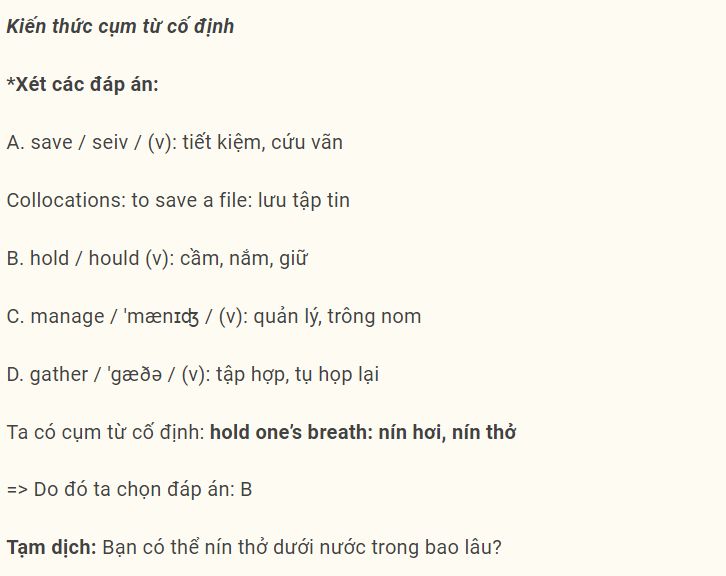 Kiến thức cụm từ cố định
*Xét các đáp án:
A. save / seiv / (v): tiết kiệm, cứu vãn
Collocations: to save a file: lưu tập tin
B. hold / hould (v): cầm, nắm, giữ
C. manage / 'mænɪʤ / (v): quản lý, trông nom
D. gather / 'gæðə / (v): tập hợp, tụ họp lại
Ta có cụm từ cố định: hold one’s breath: nín hơi, nín thở
=> Do đó ta chọn đáp án: B
Tạm dịch: Bạn có thể nín thở dưới nước trong bao lâu?